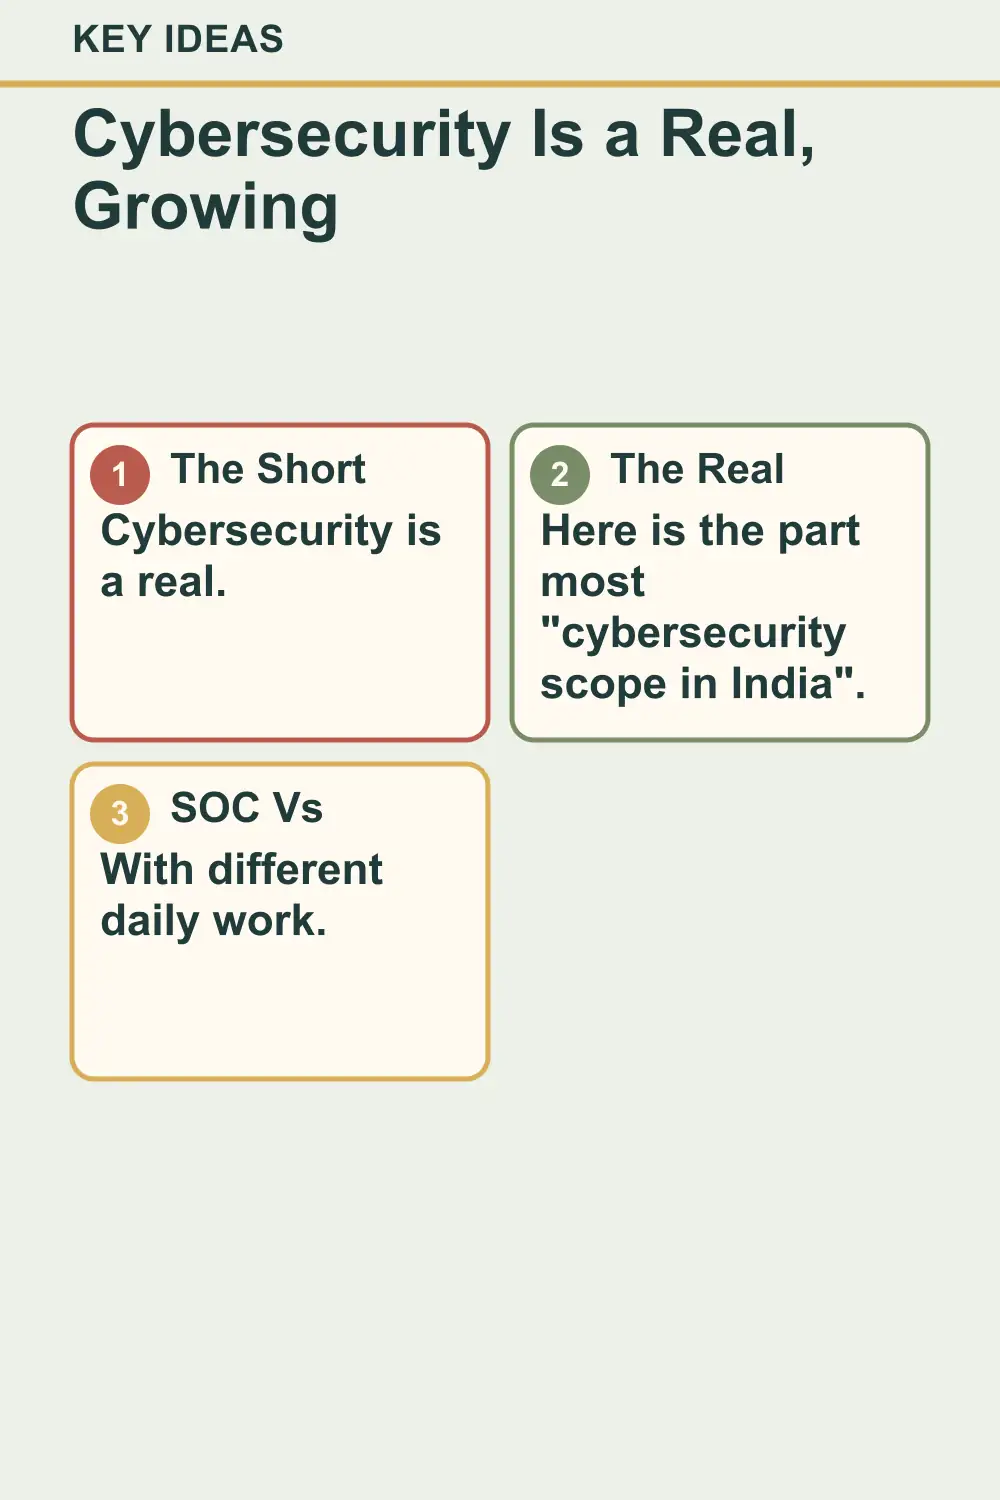 KEY IDEAS
Cybersecurity Is a Real,
Growing
1 The Short
Cybersecurity is
a real.
2 The Real
Here is the part
most
"cybersecurity
scope in India".
3 SOC Vs
With different
daily work.